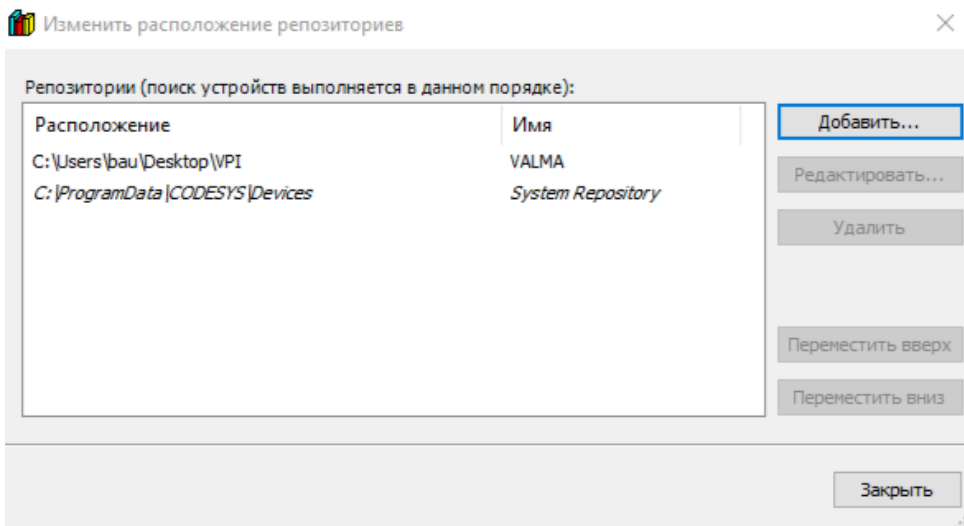 Изменить расположение репозиториев
Репозитории (поиск устройств выполняется в данном порядке):
Расположение Имя
C:\Users\bau\Desktop\VPI VALMA
C:\ProgramData\CODESYS\Devices System Repository
Добавить...
Редактировать...
Удалить
Переместить вверх
Переместить вниз
Закрыть